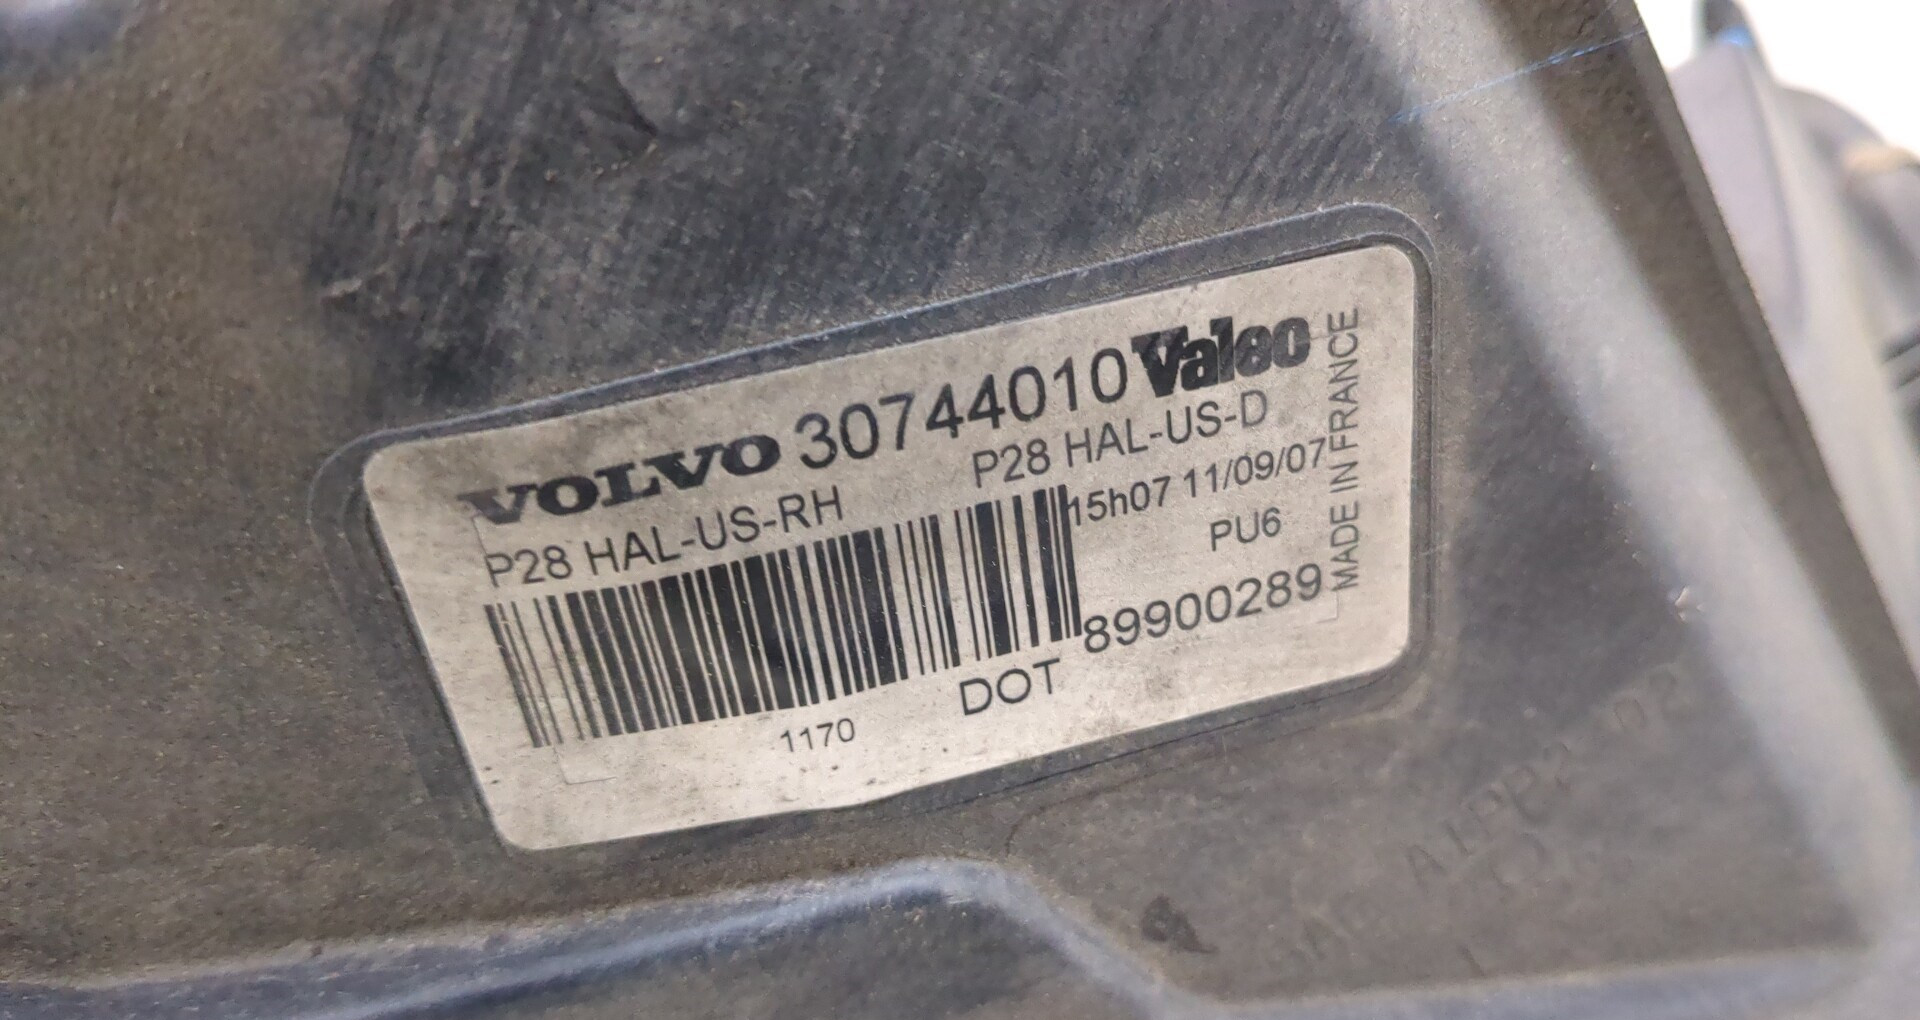 VOLVO 30744010 Valeo
P28 HAL-US-RH P28 HAL-US-D
15h07 11/09/07
PU6
89900289
DOT
1170
MADE IN FRANCE